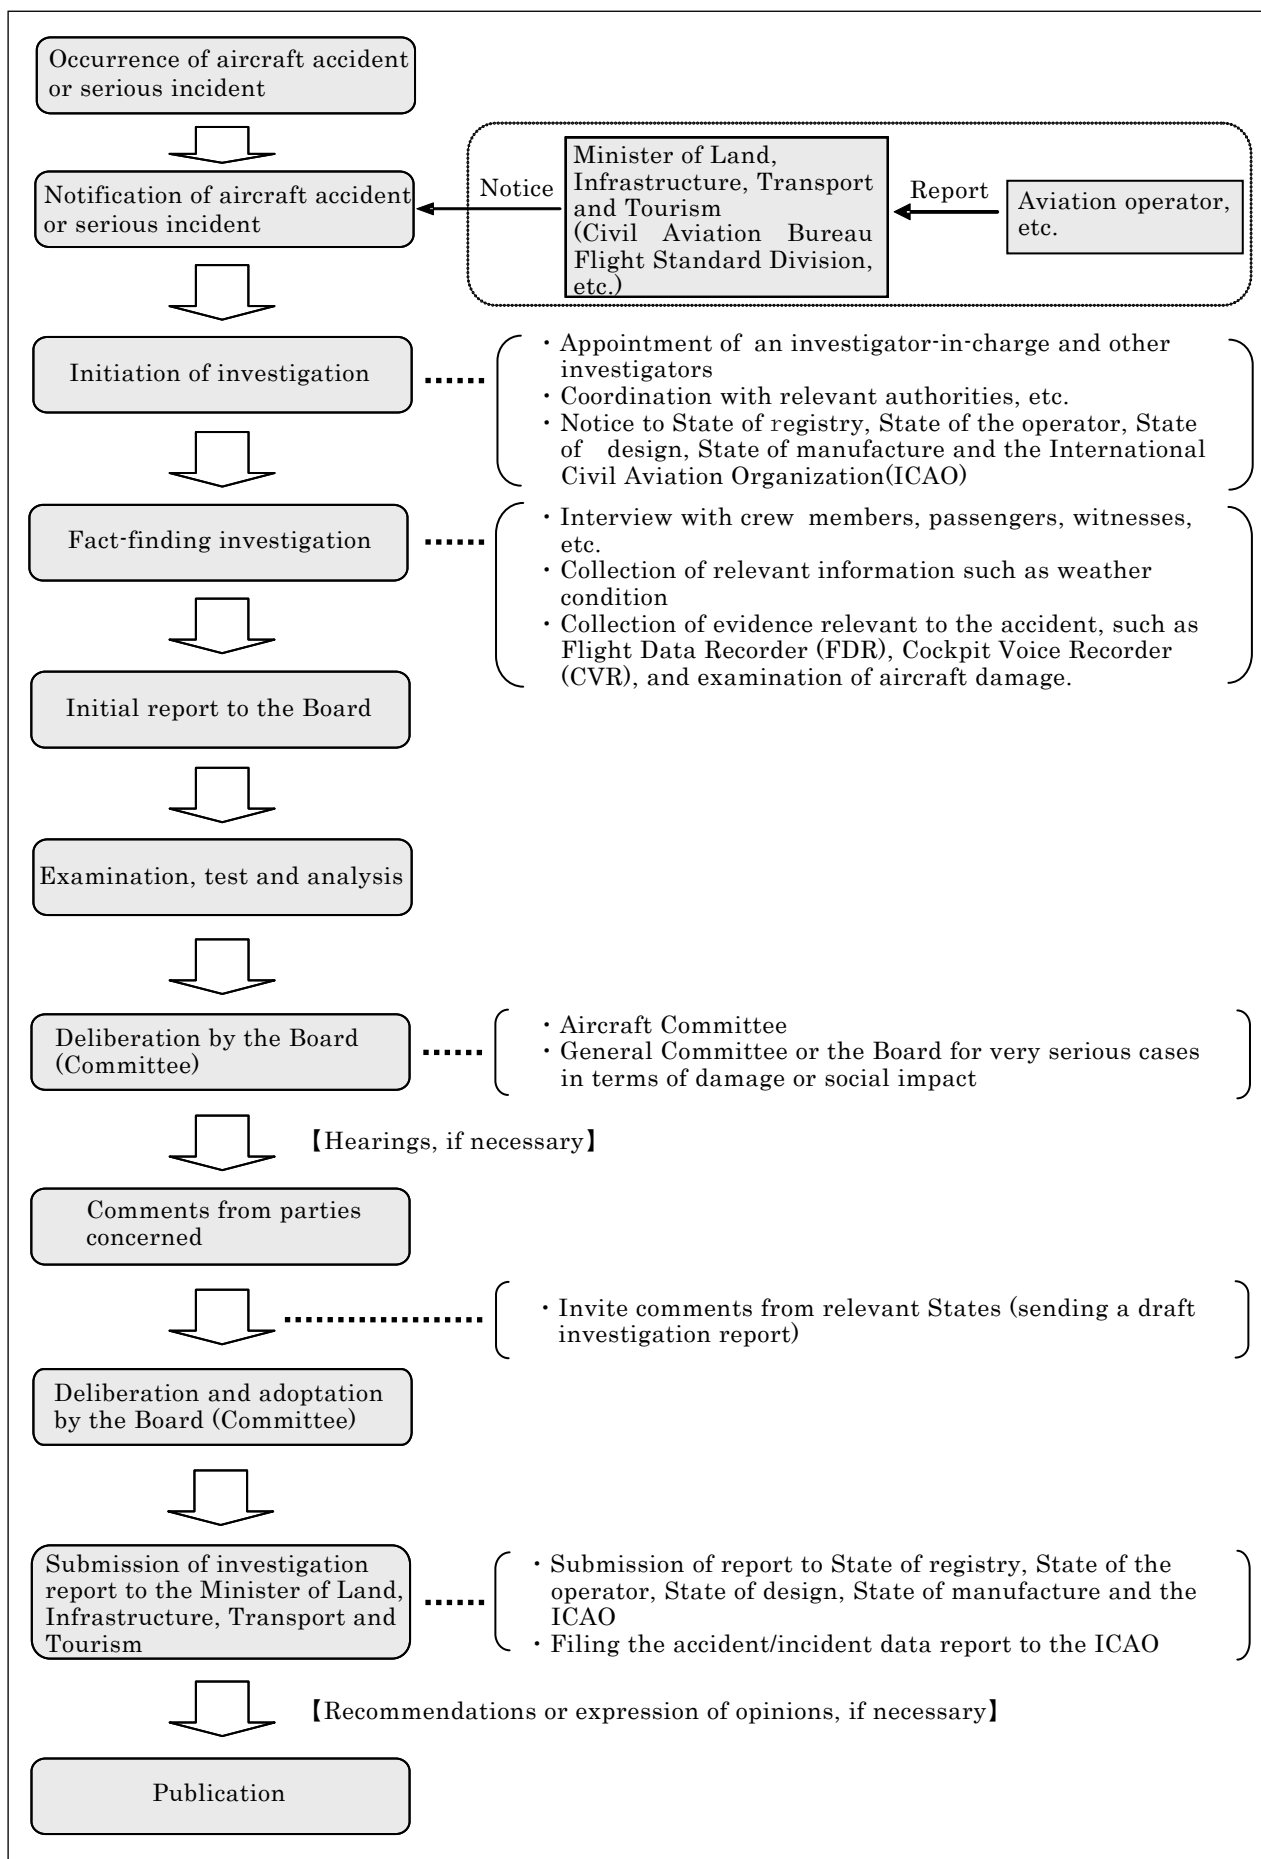 Occurrence of aircraft accident
or serious incident
Notification of aircraft accident
or serious incident
Notice
Minister of Land,
Infrastructure, Transport
and Tourism
(Civil Aviation Bureau
Flight Standard Division,
etc.)
Report
Aviation operator,
etc.
Initiation of investigation
・Appointment of an investigator-in-charge and other
investigators
・Coordination with relevant authorities, etc.
・Notice to State of registry, State of the operator, State
of design, State of manufacture and the International
Civil Aviation Organization(ICAO)
Fact-finding investigation
・Interview with crew members, passengers, witnesses,
etc.
・Collection of relevant information such as weather
condition
・Collection of evidence relevant to the accident, such as
Flight Data Recorder (FDR), Cockpit Voice Recorder
(CVR), and examination of aircraft damage.
Initial report to the Board
Examination, test and analysis
Deliberation by the Board
(Committee)
・Aircraft Committee
・General Committee or the Board for very serious cases
in terms of damage or social impact
【Hearings, if necessary】
Comments from parties
concerned
・Invite comments from relevant States (sending a draft
investigation report)
Deliberation and adoptation
by the Board (Committee)
Submission of investigation
report to the Minister of Land,
Infrastructure, Transport and
Tourism
・Submission of report to State of registry, State of the
operator, State of design, State of manufacture and the
ICAO
・Filing the accident/incident data report to the ICAO
【Recommendations or expression of opinions, if necessary】
Publication